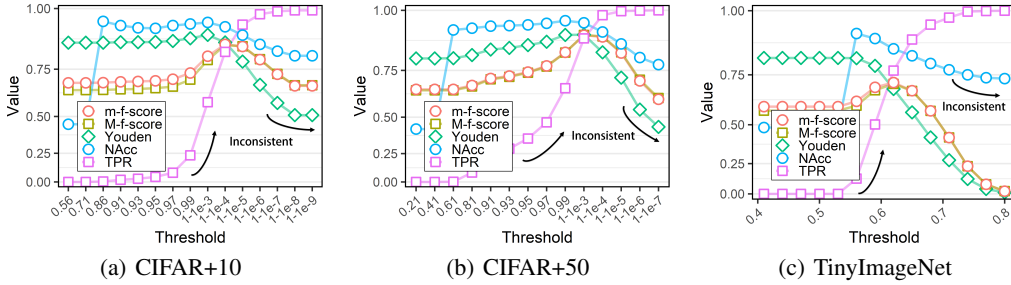 1.00
0.75
0.50
0.25
0.00
Value
m-f-score
M-f-score
Youden
NAcc
TPR
Inconsistent
0.56
0.71
0.86
0.91
0.93
0.95
0.97
0.99
1-1e-3
1-1e-4
1-1e-5
1-1e-6
1-1e-7
1-1e-8
1-1e-9
Threshold
(a) CIFAR+10
1.00
0.75
0.50
0.25
0.00
Value
m-f-score
M-f-score
Youden
NAcc
TPR
Inconsistent
0.21
0.41
0.61
0.81
0.91
0.93
0.95
0.97
0.99
1-1e-3
1-1e-4
1-1e-5
1-1e-6
1-1e-7
Threshold
(b) CIFAR+50
1.00
0.75
0.50
0.25
0.00
Value
m-f-score
M-f-score
Youden
NAcc
TPR
Inconsistent
0.4
0.5
0.6
0.7
0.8
Threshold
(c) TinyImageNet